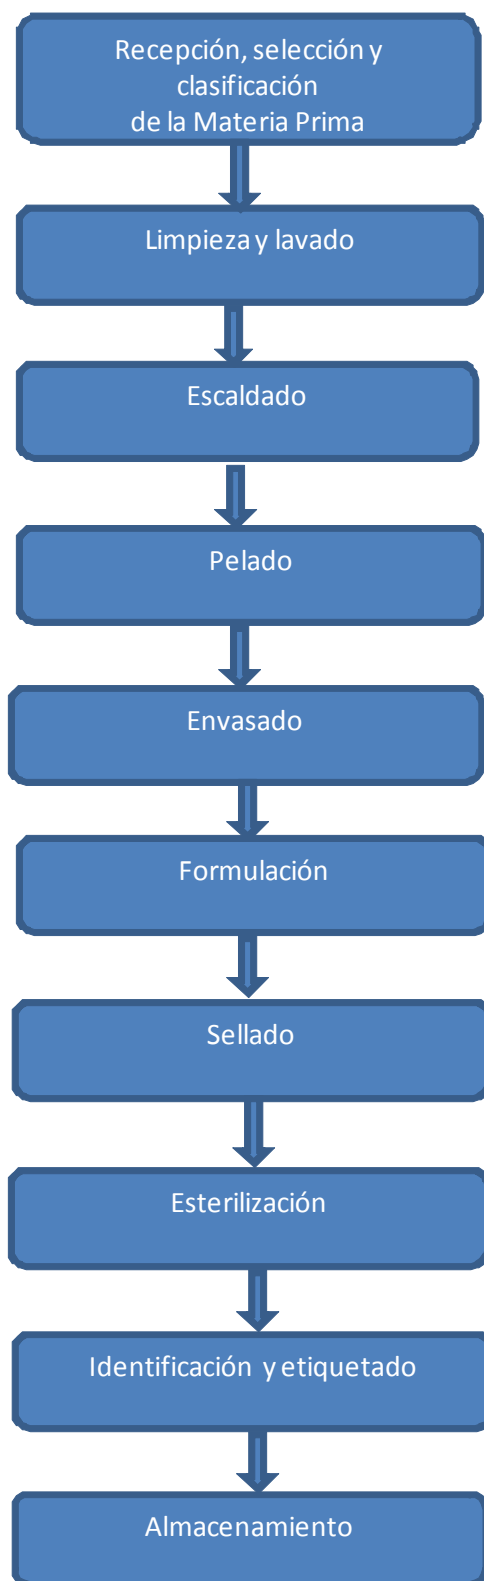 Recepción, selección y
clasificación
de la Materia Prima
Limpieza y lavado
Escaldado
Pelado
Envasado
Formulación
Sellado
Esterilización
Identificación y etiquetado
Almacenamiento